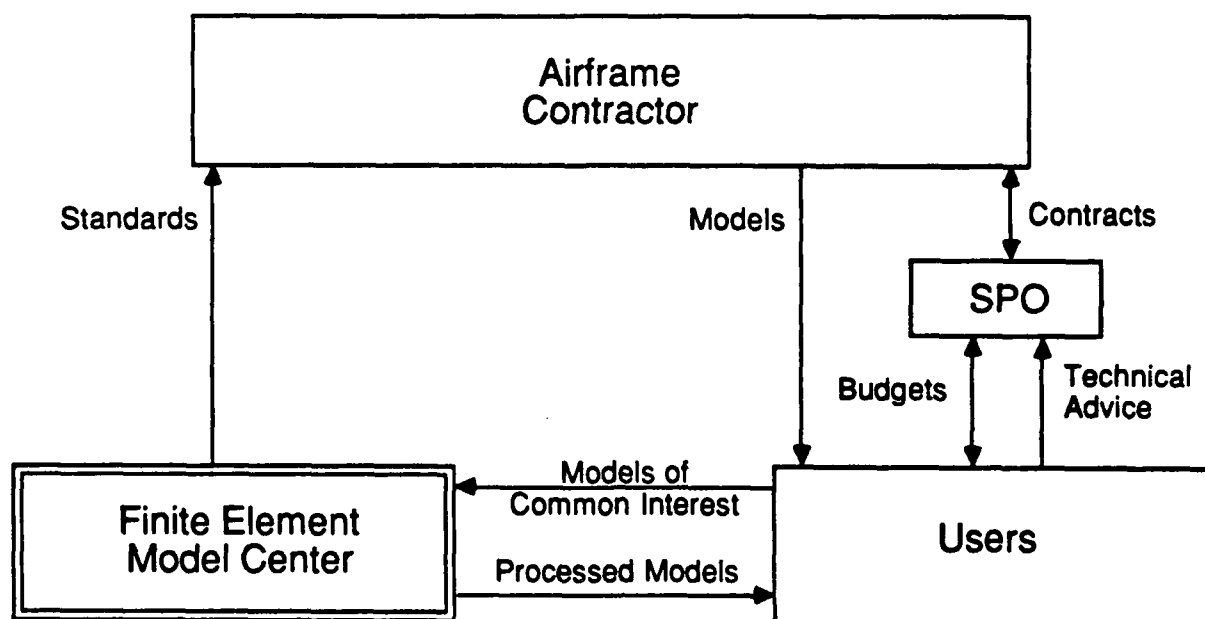 Airframe
Contractor
Standards
Models
Contracts
SPO
Budgets
Technical
Advice
Models of
Common Interest
Finite Element
Model Center
Users
Processed Models